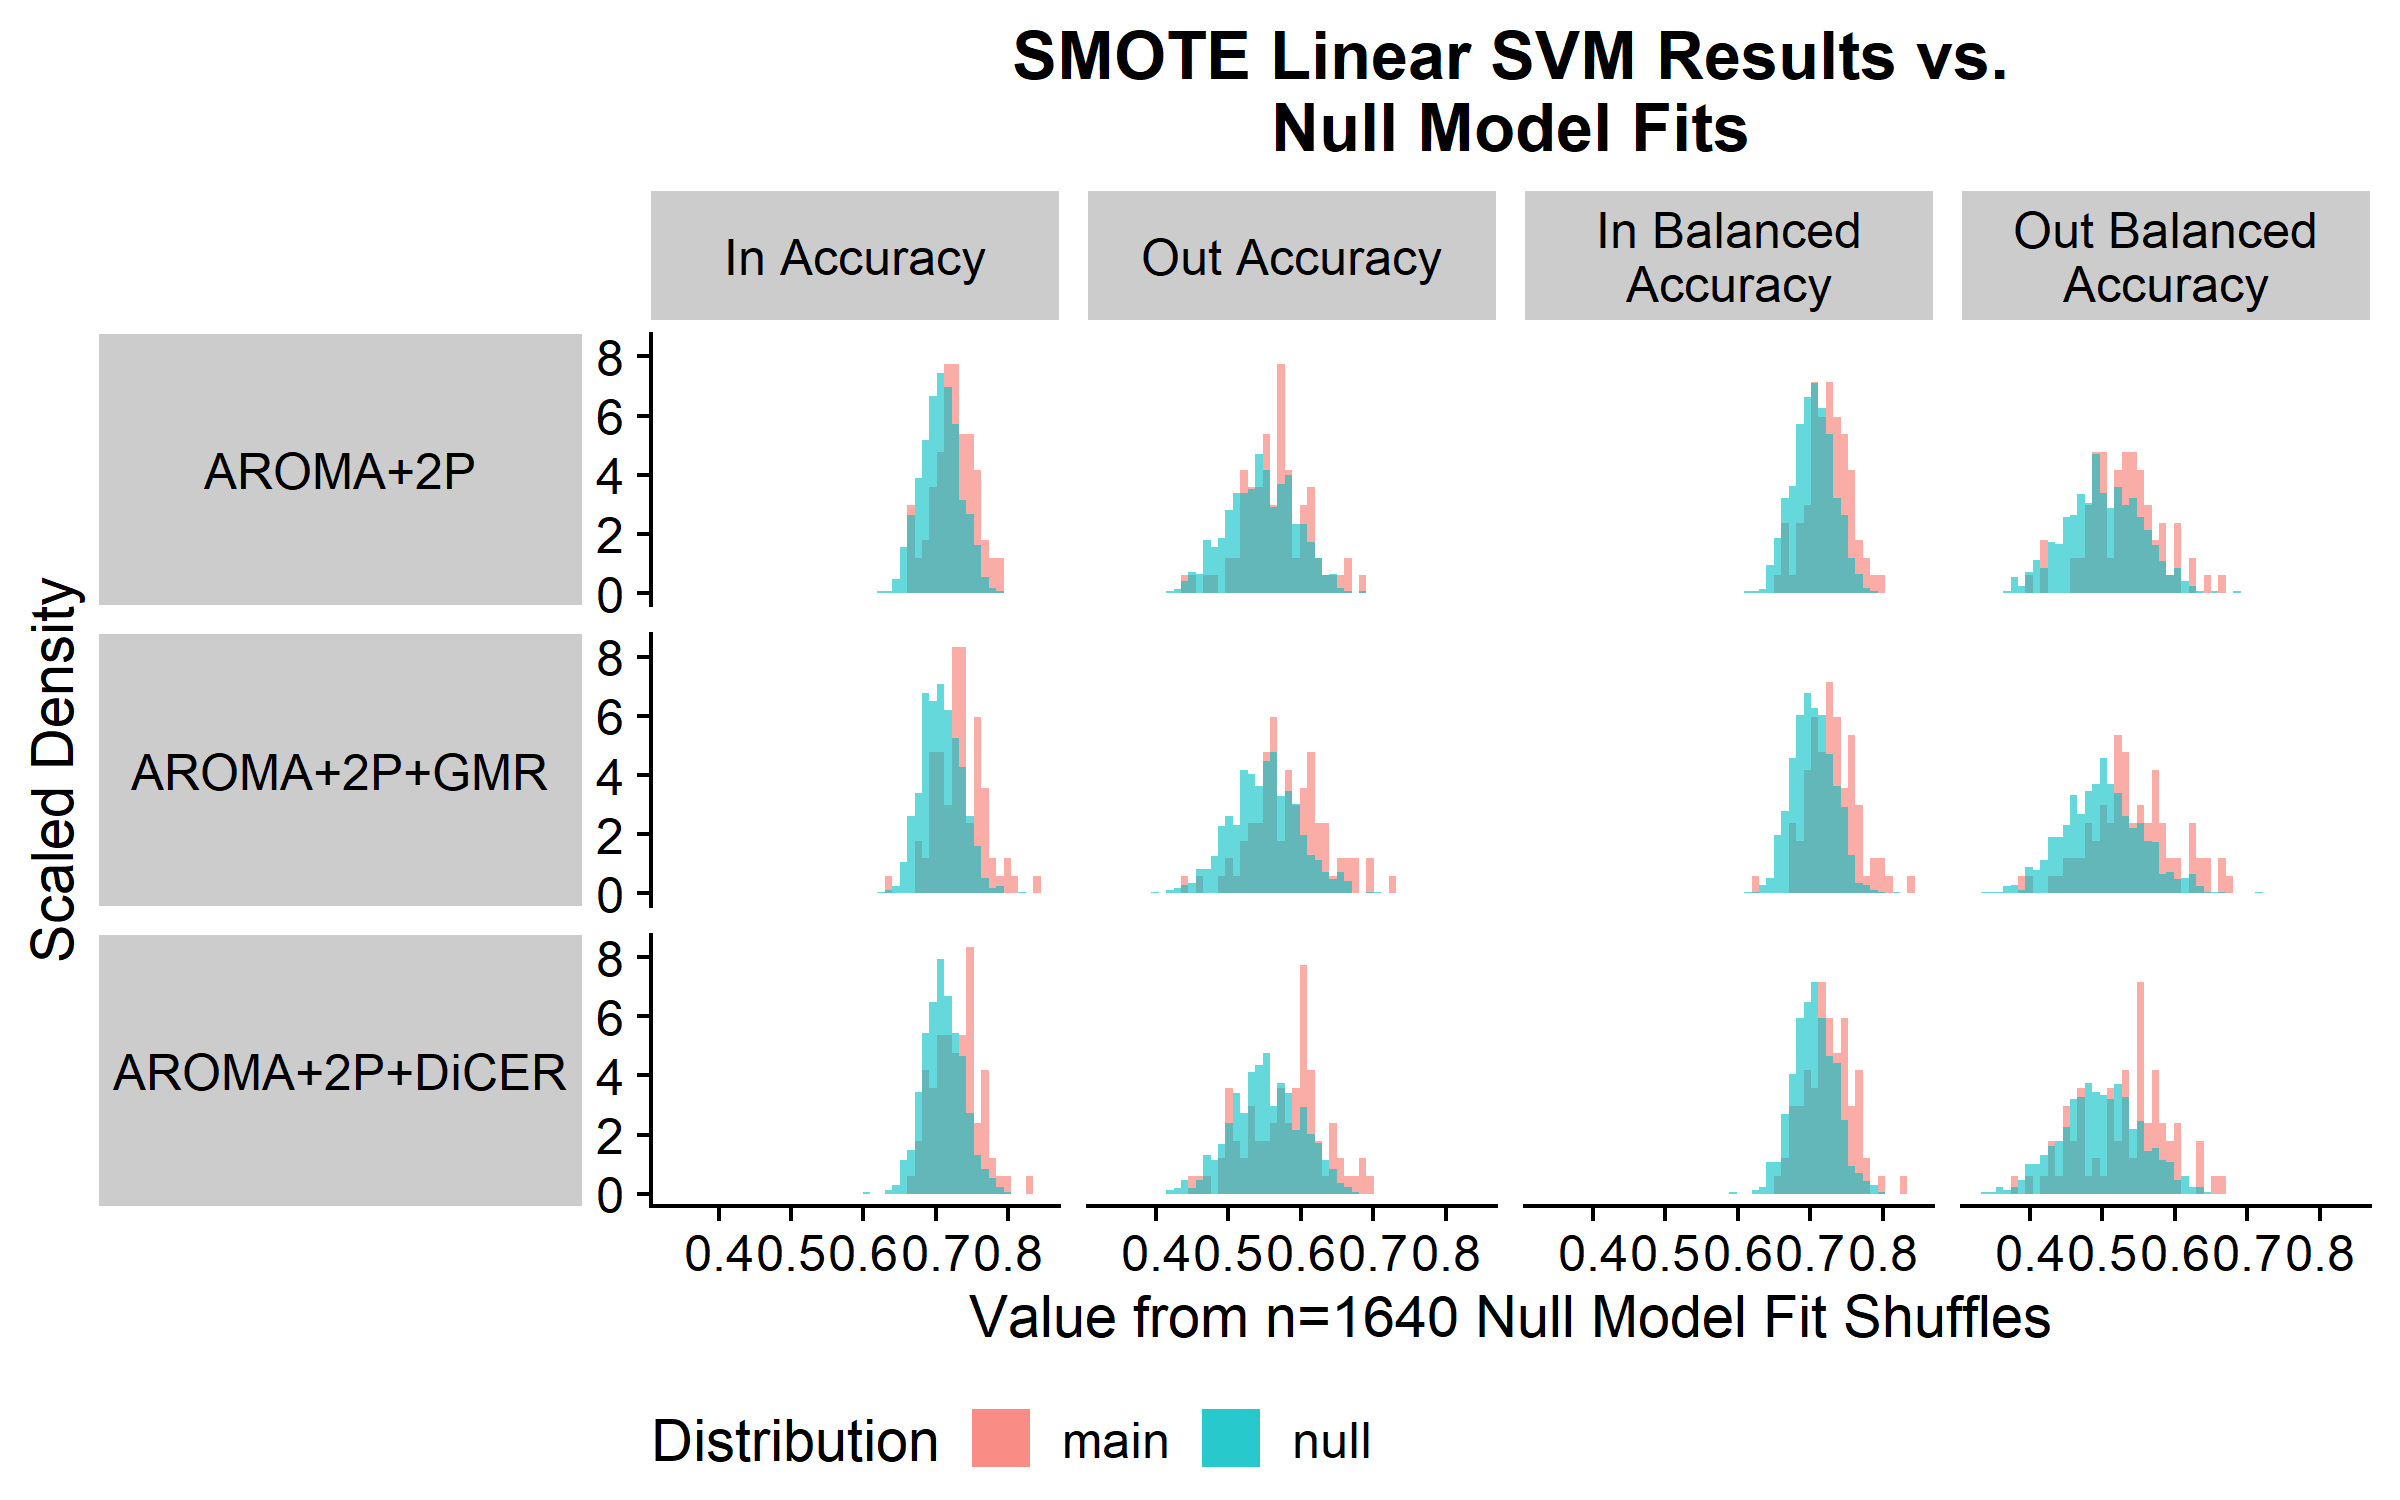 SMOTE Linear SVM Results vs.
Null Model Fits
In Accuracy
Out Accuracy
In Balanced
Accuracy
Out Balanced
Accuracy
Scaled Density
AROMA+2P
8
6
4
2
0
AROMA+2P+GMR
8
6
4
2
0
AROMA+2P+DiCER
8
6
4
2
0
0.4 0.5 0.6 0.7 0.8
0.4 0.5 0.6 0.7 0.8
0.4 0.5 0.6 0.7 0.8
0.4 0.5 0.6 0.7 0.8
Value from n=1640 Null Model Fit Shuffles
Distribution main null